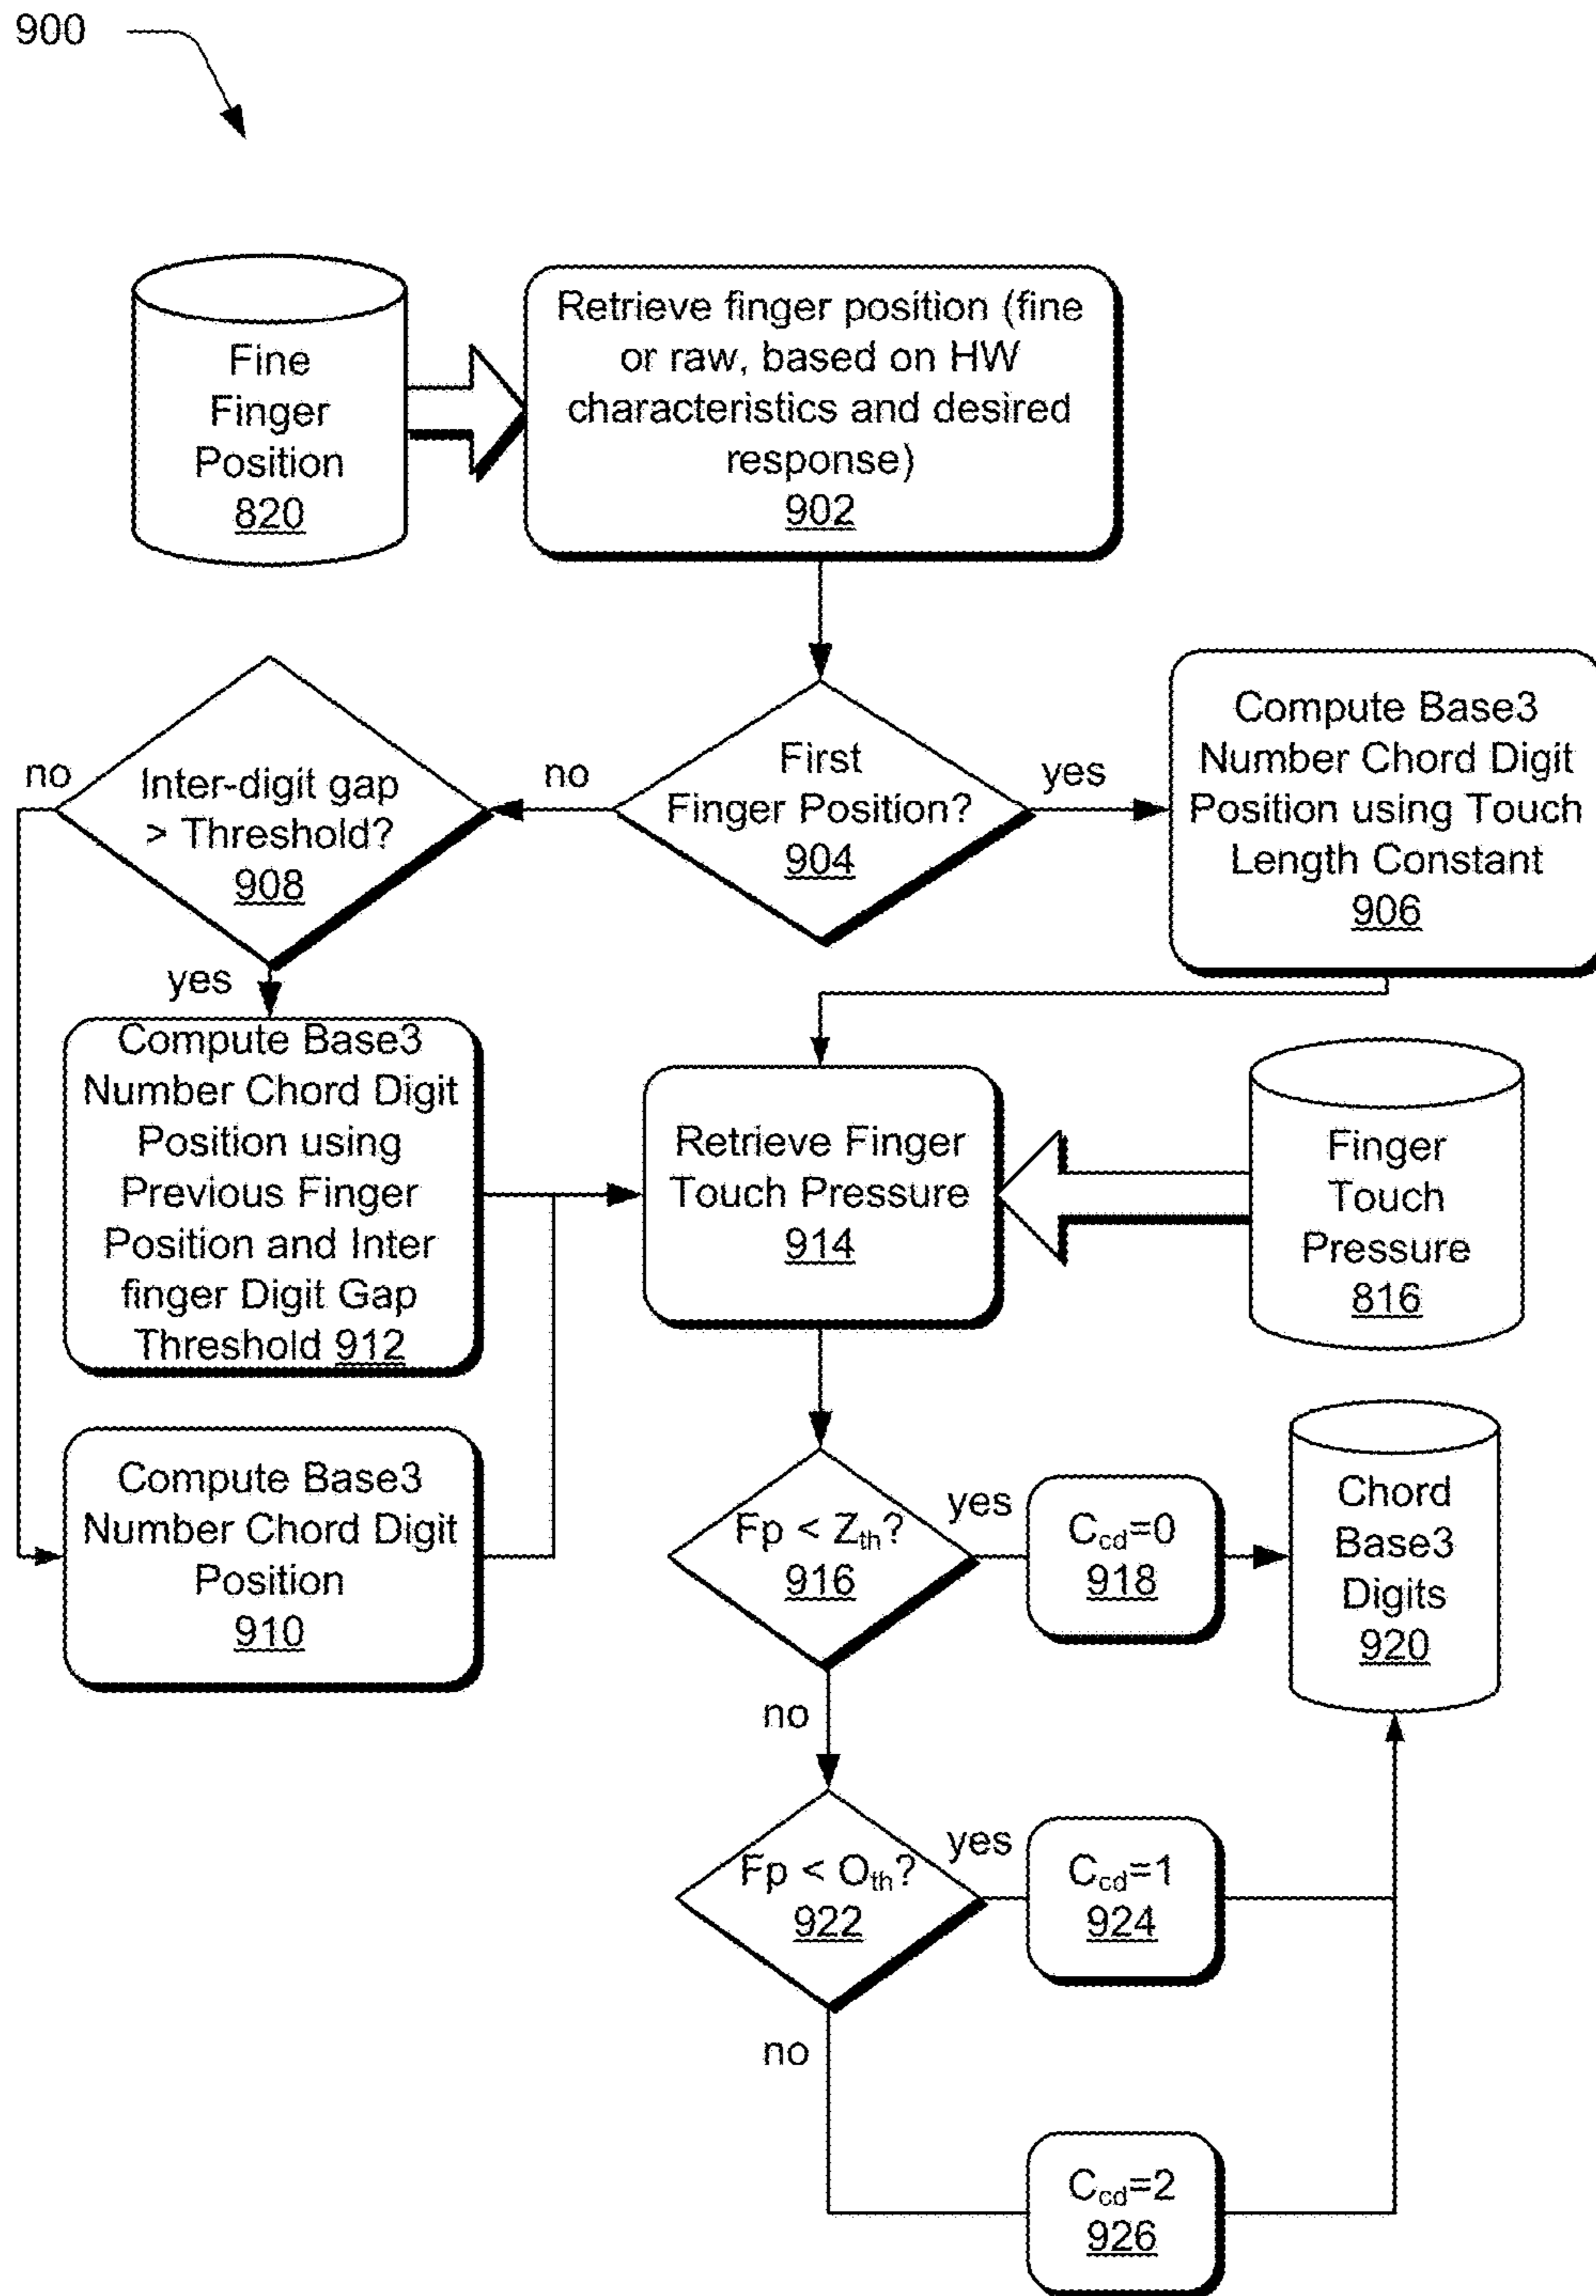 900
Fine
Finger
Position
820
Retrieve finger position (fine
or raw, based on HW
characteristics and desired
response)
902
First
Finger Position?
904
no
yes
Inter-digit gap
> Threshold?
908
no
yes
Compute Base3
Number Chord Digit
Position using Touch
Length Constant
906
Compute Base3
Number Chord Digit
Position using
Previous Finger
Position and Inter
finger Digit Gap
Threshold 912
Compute Base3
Number Chord Digit
Position
910
Retrieve Finger
Touch Pressure
914
Finger
Touch
Pressure
816
Fp < Zth?
916
yes
no
Ccd=0
918
Chord
Base3
Digits
920
Fp < Oth?
922
yes
no
Ccd=1
924
Ccd=2
926